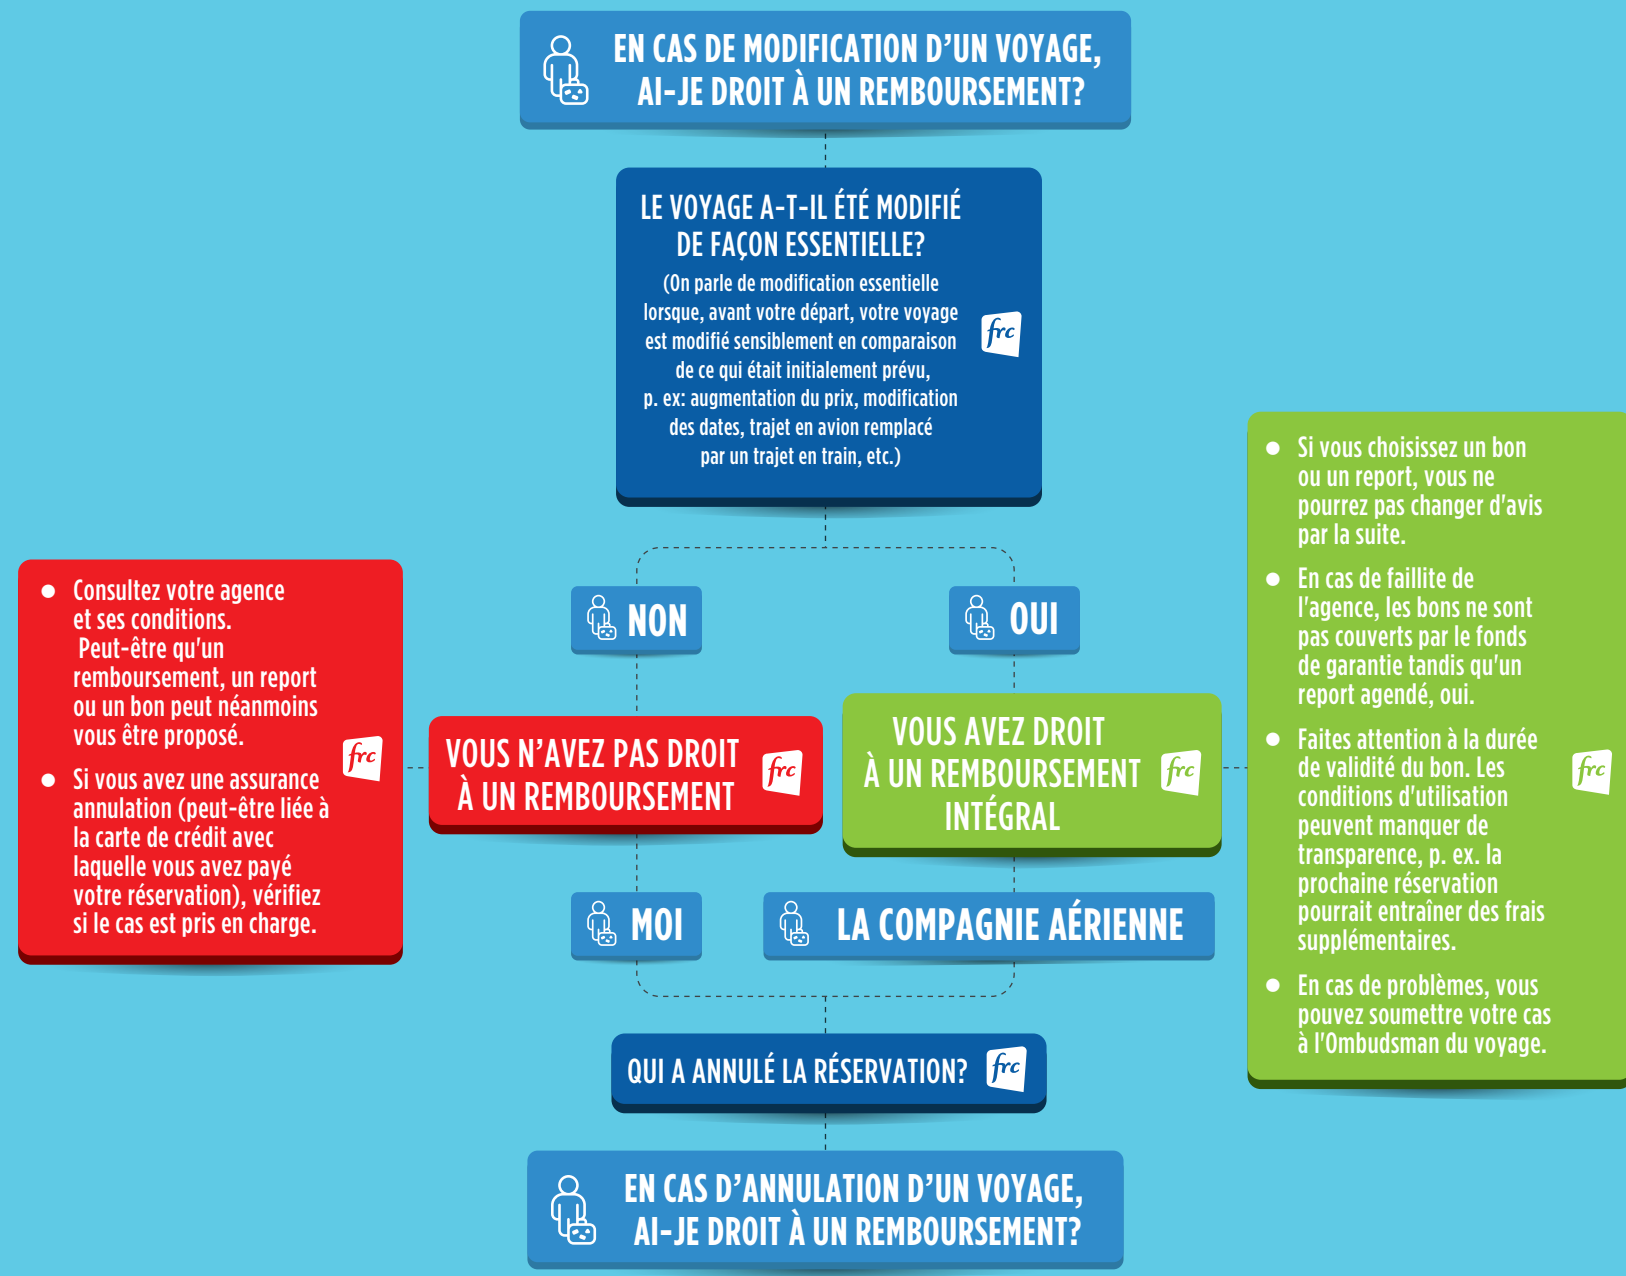 EN CAS DE MODIFICATION D’UN VOYAGE,
AI-JE DROIT À UN REMBOURSEMENT?
LE VOYAGE A-T-IL ÉTÉ MODIFIÉ
DE FAÇON ESSENTIELLE?
(On parle de modification essentielle
lorsque, avant votre départ, votre voyage
est modifié sensiblement en comparaison
de ce qui était initialement prévu,
p. ex: augmentation du prix, modification
des dates, trajet en avion remplacé
par un trajet en train, etc.)
frc
NON
OUI
VOUS N’AVEZ PAS DROIT
À UN REMBOURSEMENT
frc
VOUS AVEZ DROIT
À UN REMBOURSEMENT
INTÉGRAL
frc
● Consultez votre agence
et ses conditions.
Peut-être qu'un
remboursement, un report
ou un bon peut néanmoins
vous être proposé.
● Si vous avez une assurance
annulation (peut-être liée à
la carte de crédit avec
laquelle vous avez payé
votre réservation), vérifiez
si le cas est pris en charge.
frc
● Si vous choisissez un bon
ou un report, vous ne
pourrez pas changer d'avis
par la suite.
● En cas de faillite de
l'agence, les bons ne sont
pas couverts par le fonds
de garantie tandis qu'un
report agendé, oui.
● Faites attention à la durée
de validité du bon. Les
conditions d'utilisation
peuvent manquer de
transparence, p. ex. la
prochaine réservation
pourrait entraîner des frais
supplémentaires.
● En cas de problèmes, vous
pouvez soumettre votre cas
à l'Ombudsman du voyage.
frc
MOI
LA COMPAGNIE AÉRIENNE
QUI A ANNULÉ LA RÉSERVATION?
frc
EN CAS D’ANNULATION D’UN VOYAGE,
AI-JE DROIT À UN REMBOURSEMENT?